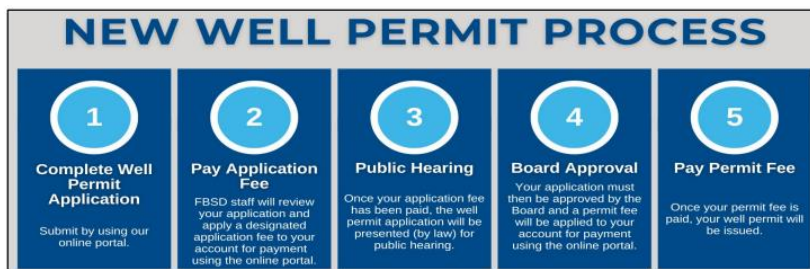 NEW WELL PERMIT PROCESS
1
Complete Well
Permit
Application
Submit by using our
online portal.
2
Pay Application
Fee
FBSD staff will review
your application and
apply a designated
application fee to your
account for payment
using the online portal.
3
Public Hearing
Once your application fee
has been paid, the well
permit application will be
presented (by law) for
public hearing.
4
Board Approval
Your application must
then be approved by the
Board and a permit fee
will be applied to your
account for payment
using the online portal.
5
Pay Permit Fee
Once your permit fee is
paid, your well permit will
be issued.